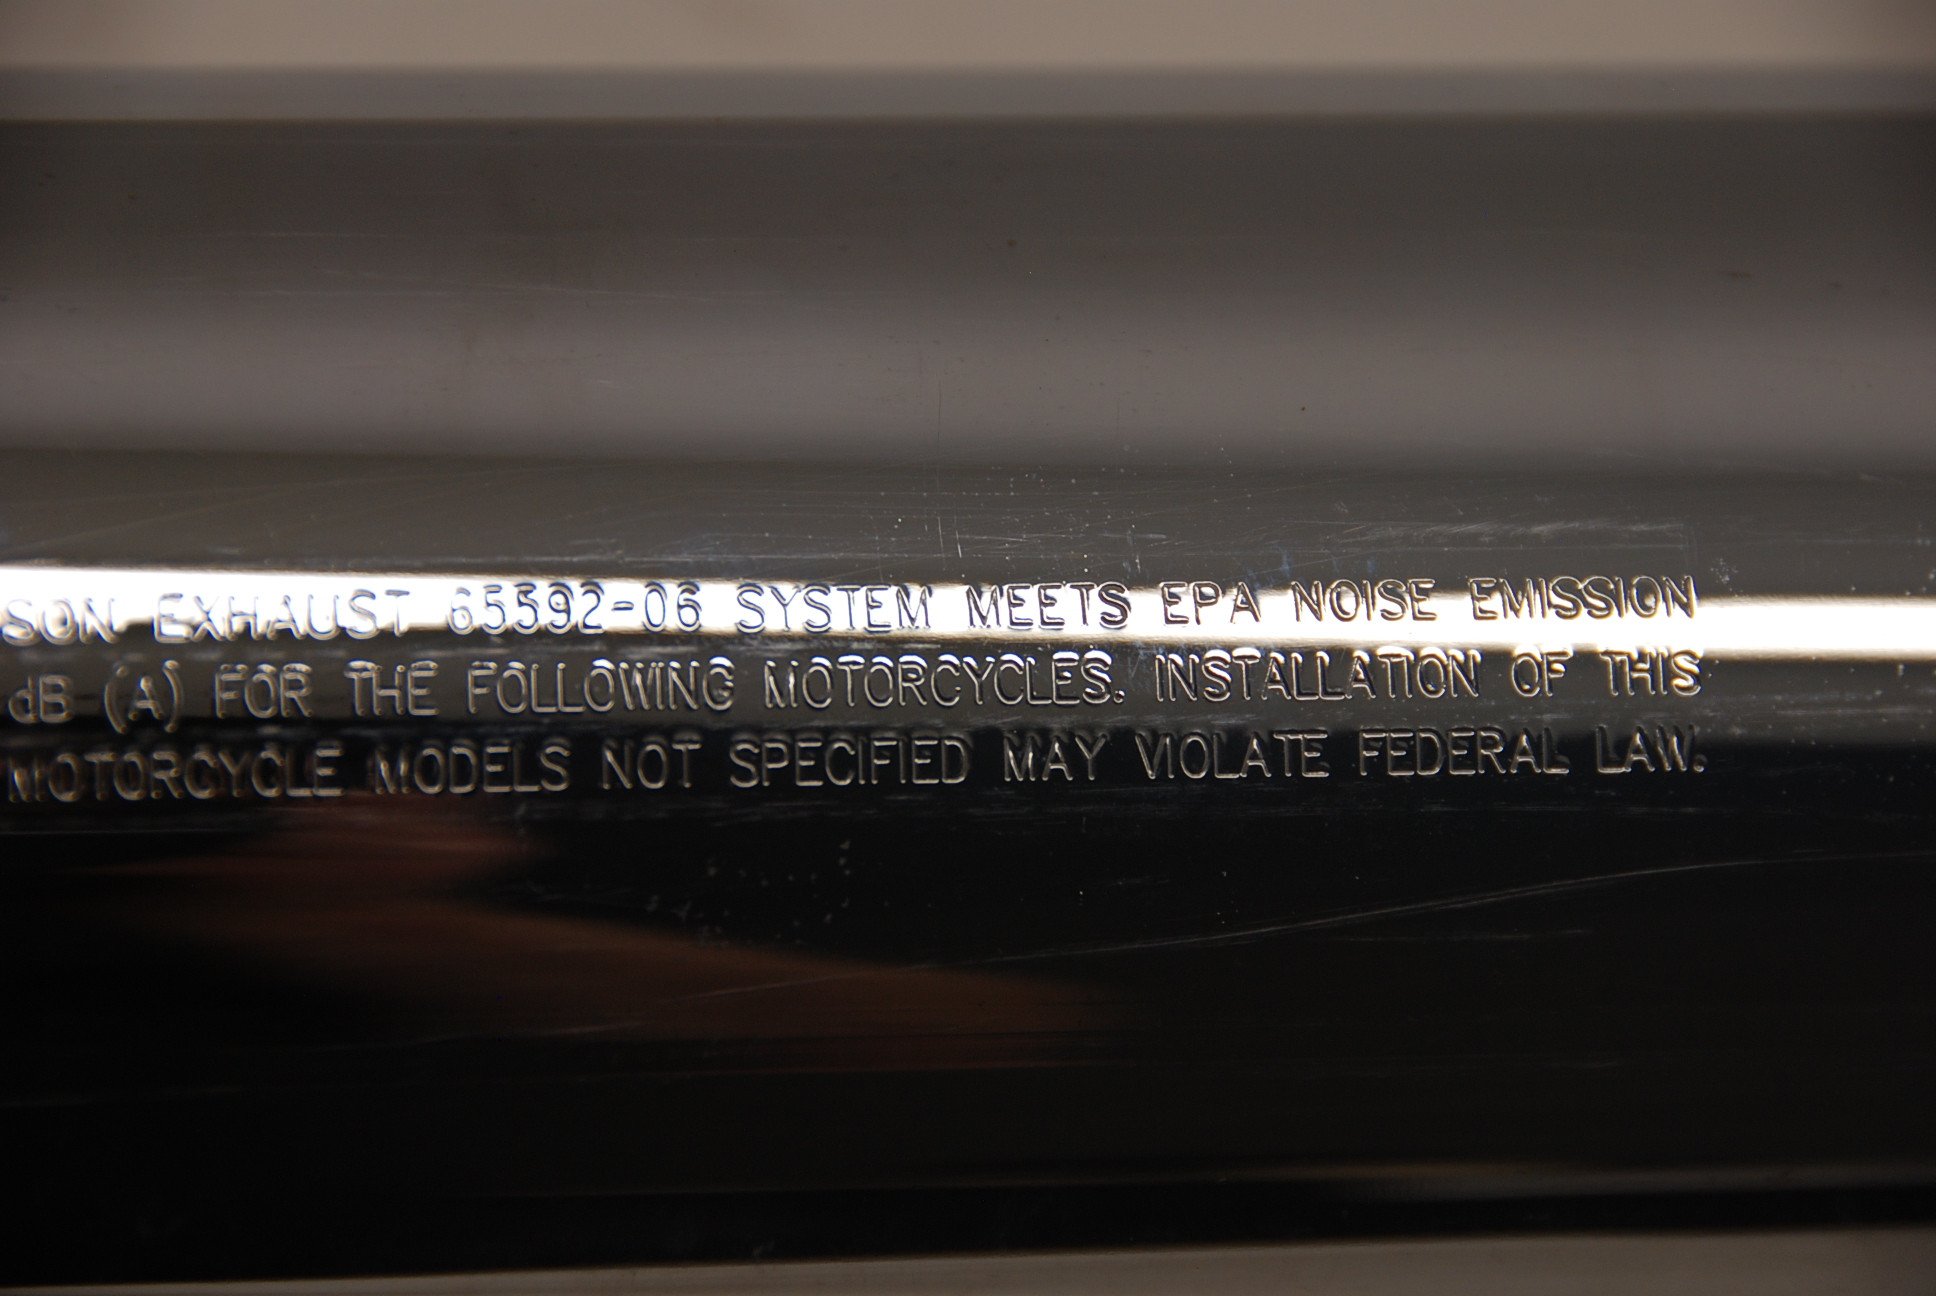 SON EXHAUST 65592-06 SYSTEM MEETS EPA NOISE EMISSION
dB (A) FOR THE FOLLOWING MOTORCYCLES. INSTALLATION OF THIS
MOTORCYCLE MODELS NOT SPECIFIED MAY VIOLATE FEDERAL LAW.